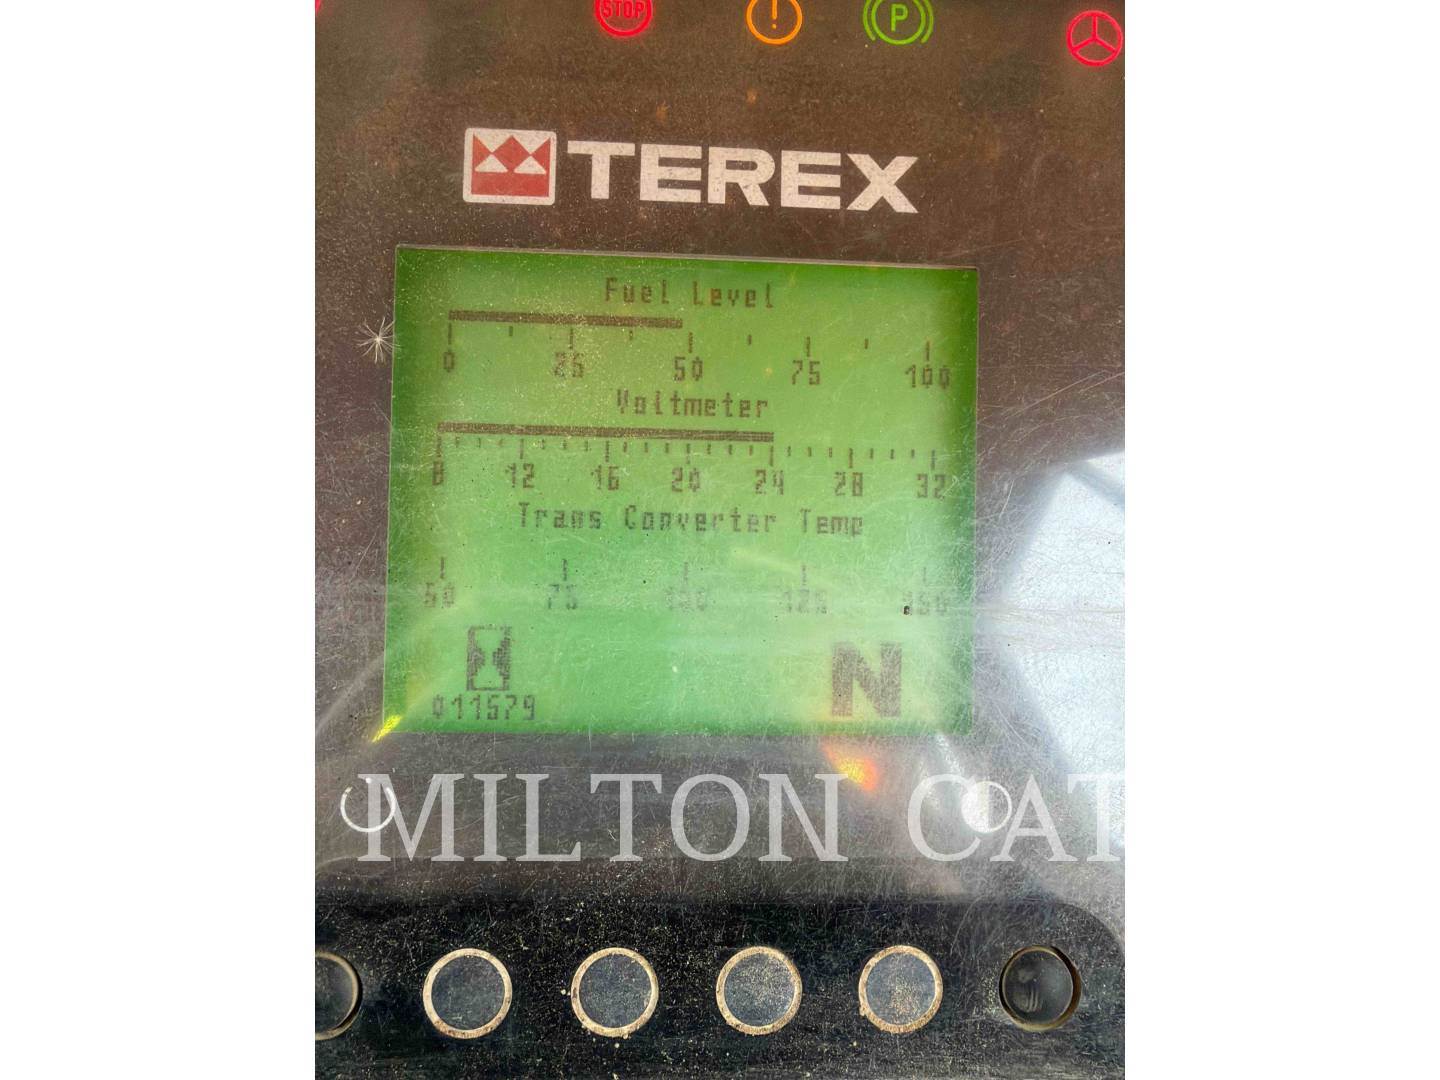 STOP ! P
TEREX
Fuel Level
0 25 50 75 100
Voltmeter
8 12 16 20 24 28 32
Trans Converter Temp
50 75 100 125 150
N
011579
MILTON CAT